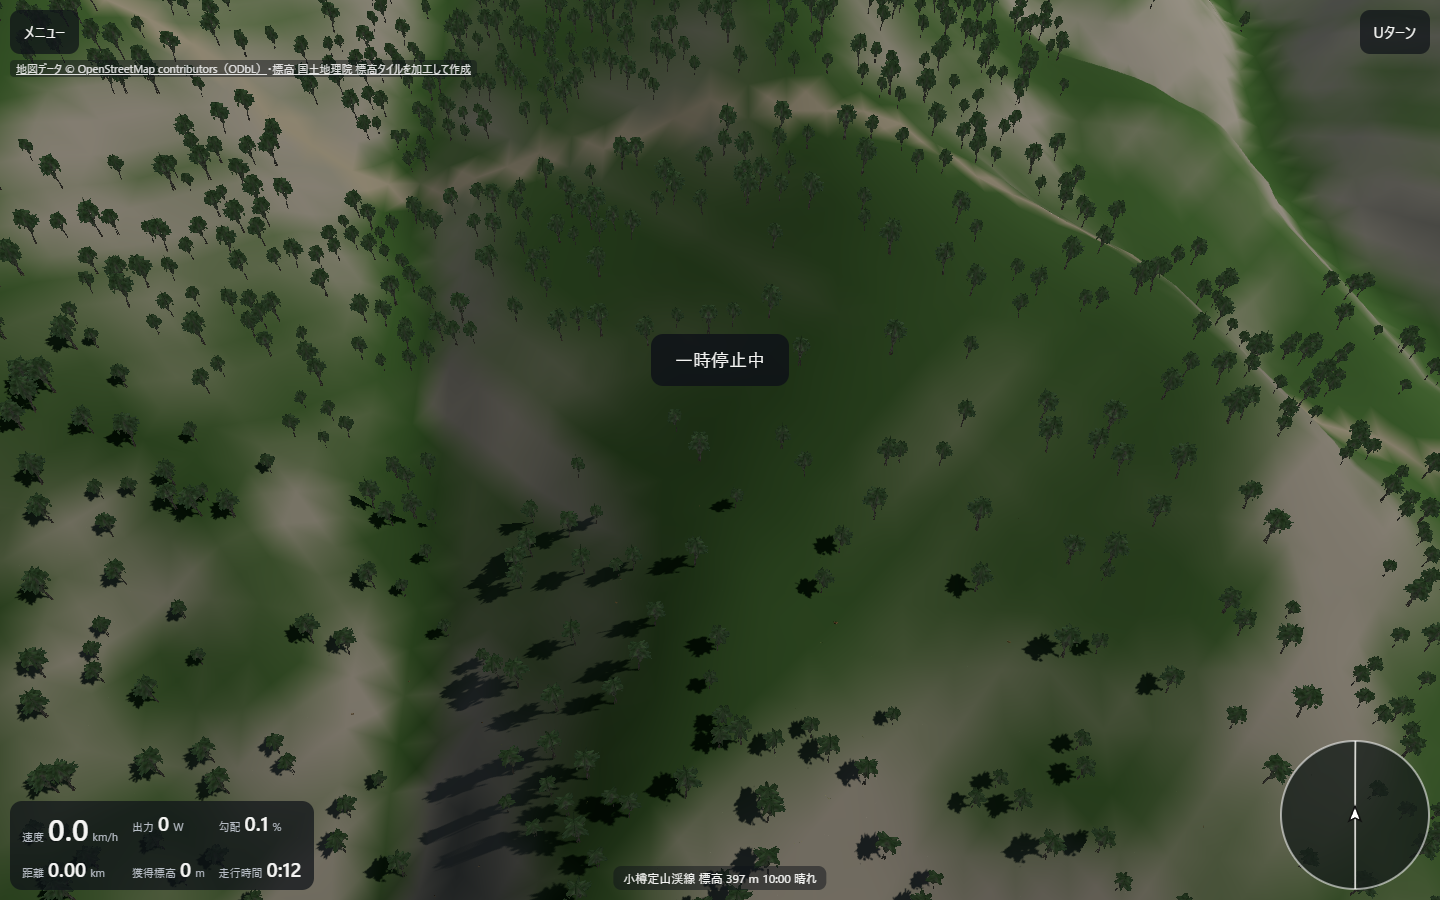 メニュー
Uターン
地図データ © OpenStreetMap contributors（ODbL）・標高 国土地理院 標高タイルを加工して作成
一時停止中
速度 0.0 km/h 出力 0 W 勾配 0.1 %
距離 0.00 km 獲得標高 0 m 走行時間 0:12
小樽定山渓線 標高 397 m 10:00 晴れ